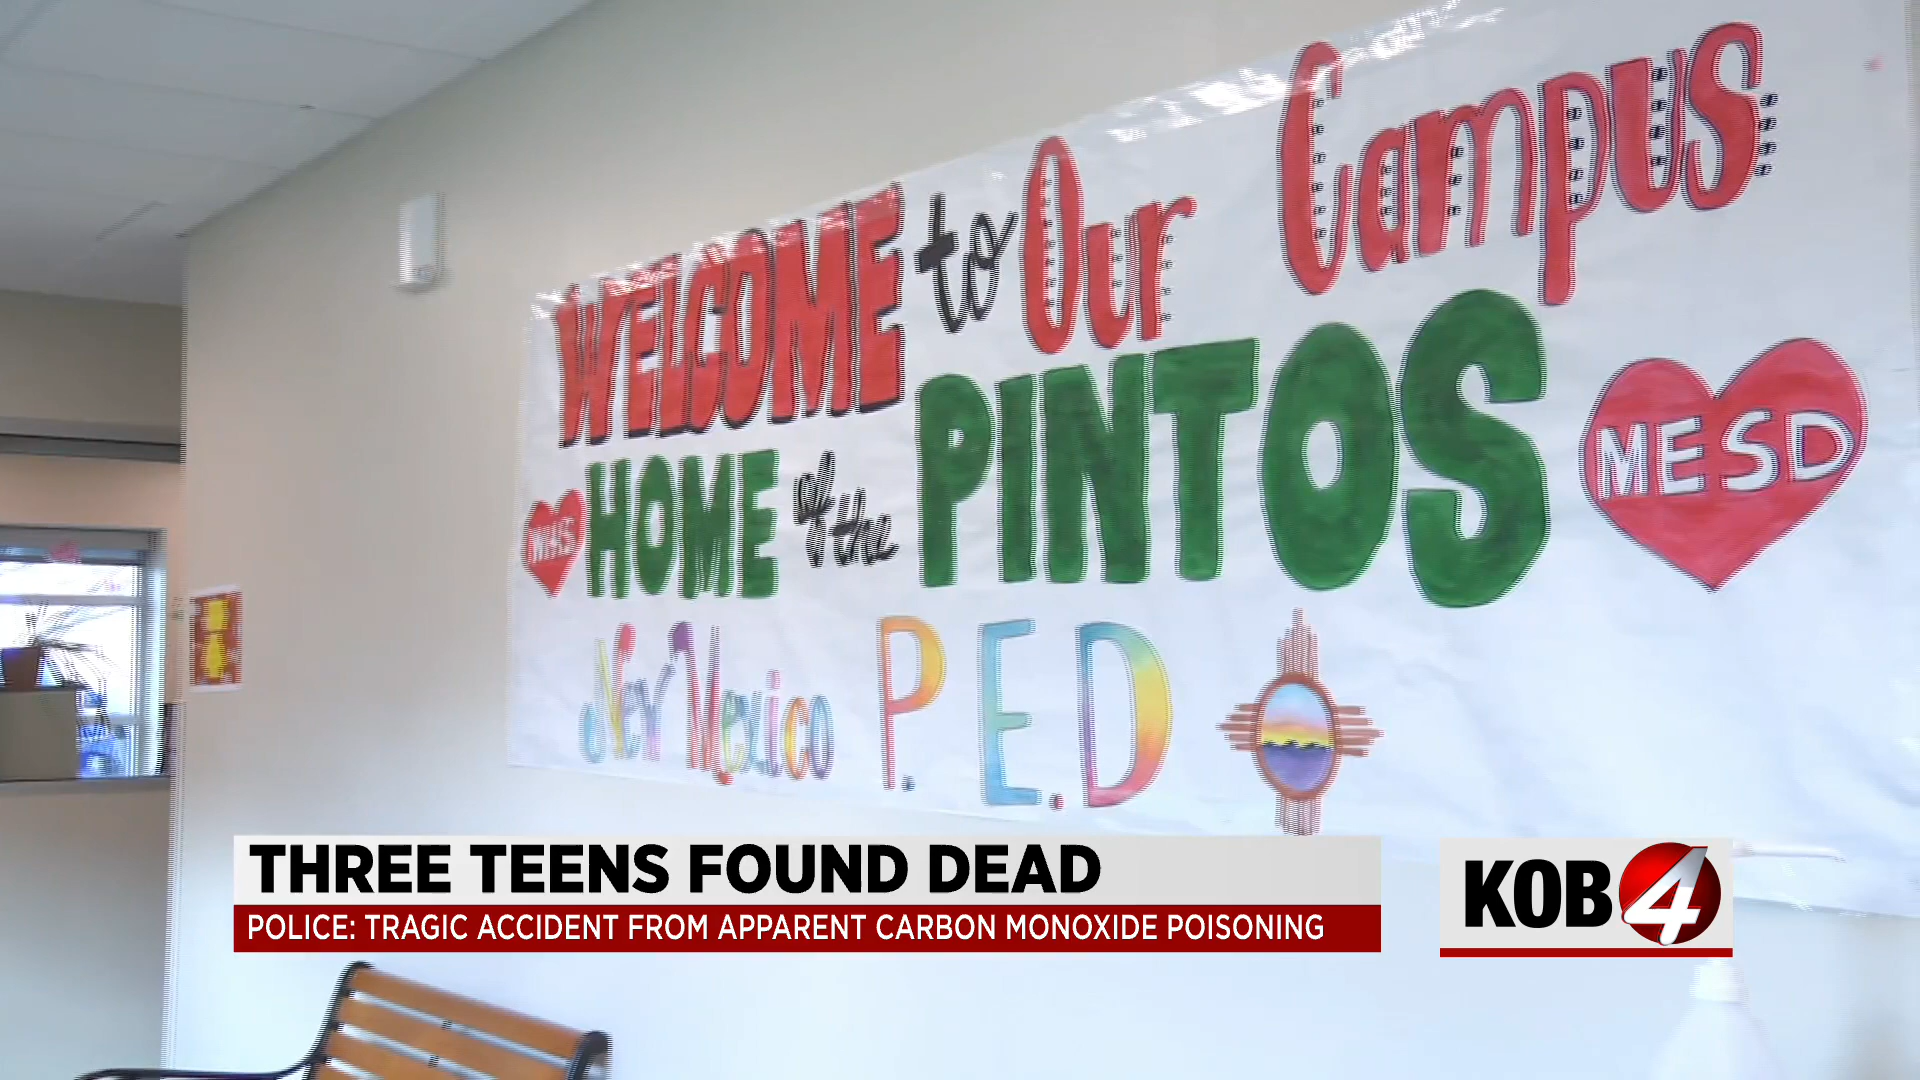 WELCOME to Our Campus
WHS HOME of the PINTOS MESD
New Mexico P.E.D
THREE TEENS FOUND DEAD
POLICE: TRAGIC ACCIDENT FROM APPARENT CARBON MONOXIDE POISONING
KOB 4